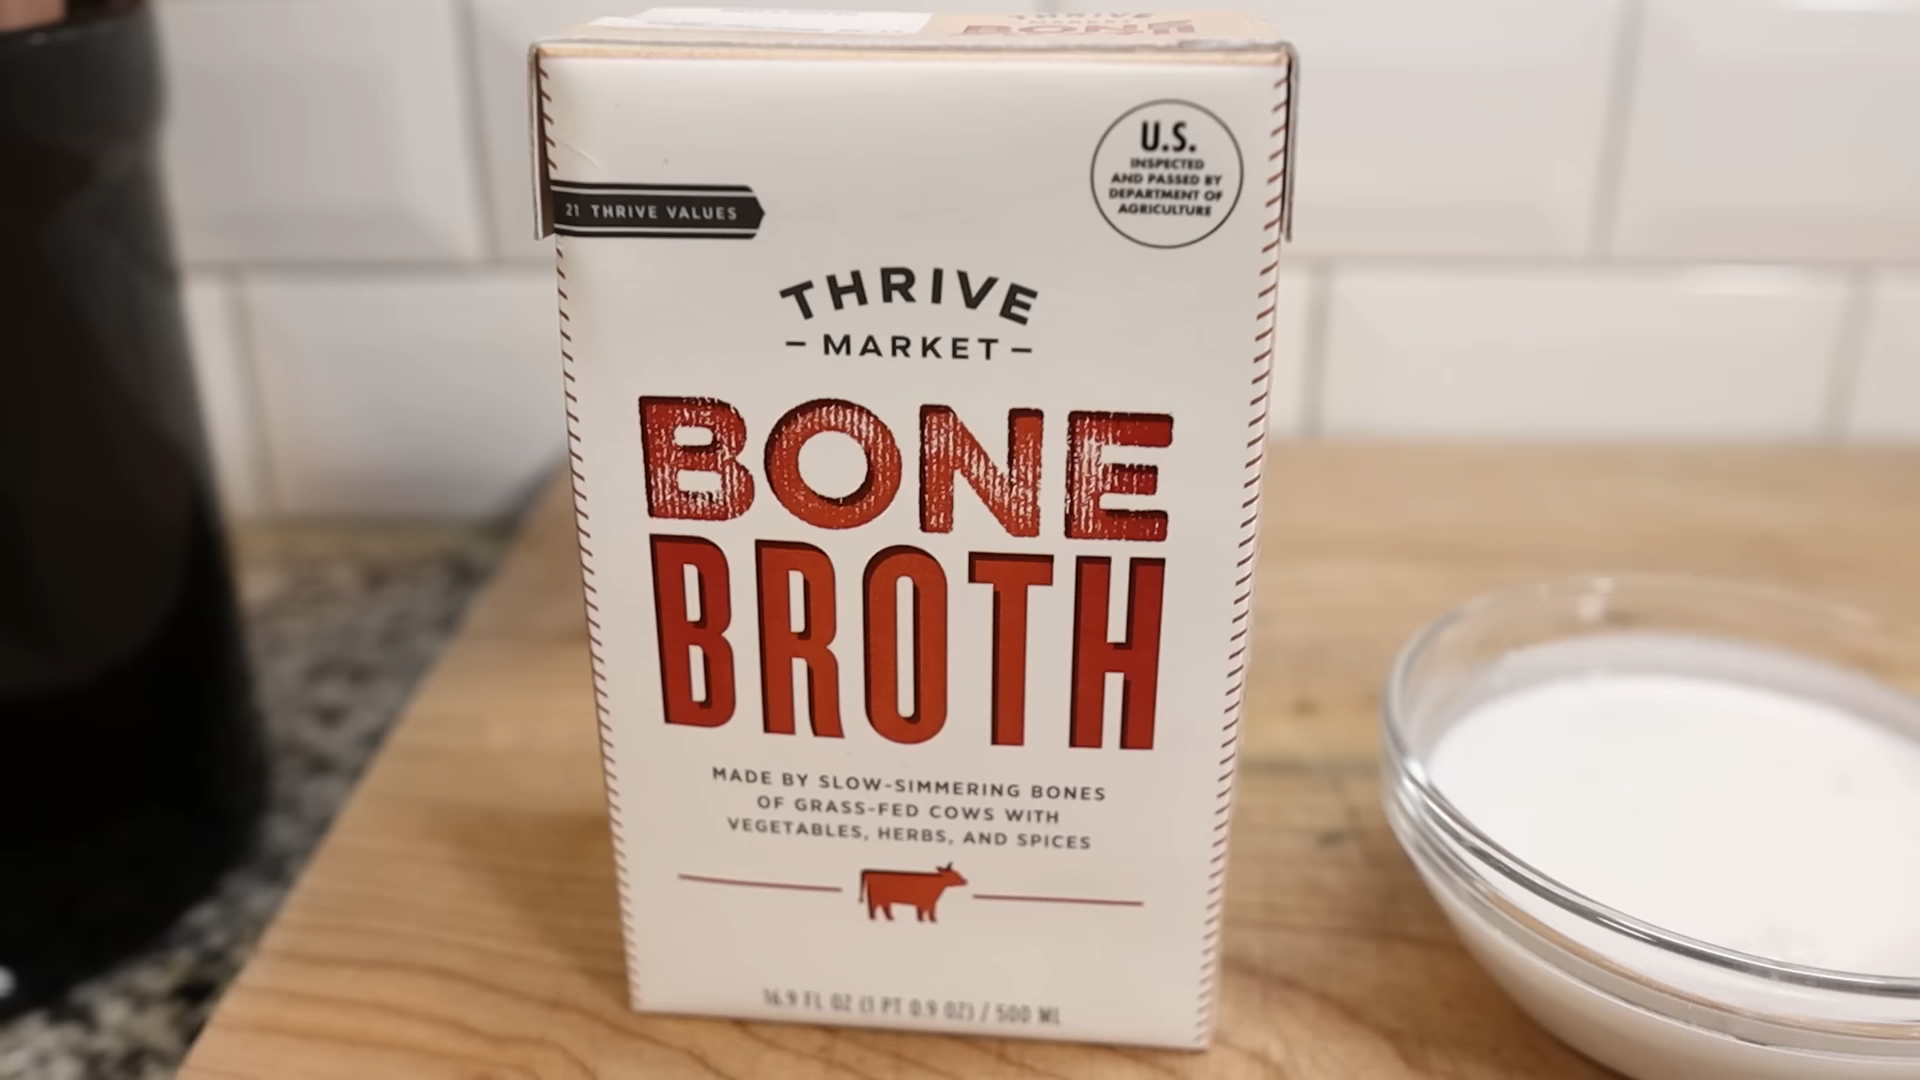 THRIVE
BONE
U.S.
INSPECTED
AND PASSED BY
DEPARTMENT OF
AGRICULTURE
21 THRIVE VALUES
THRIVE
– MARKET –
BONE
BROTH
MADE BY SLOW-SIMMERING BONES
OF GRASS-FED COWS WITH
VEGETABLES, HERBS, AND SPICES
16.9 FL OZ (1 PT 0.9 OZ) / 500 ML